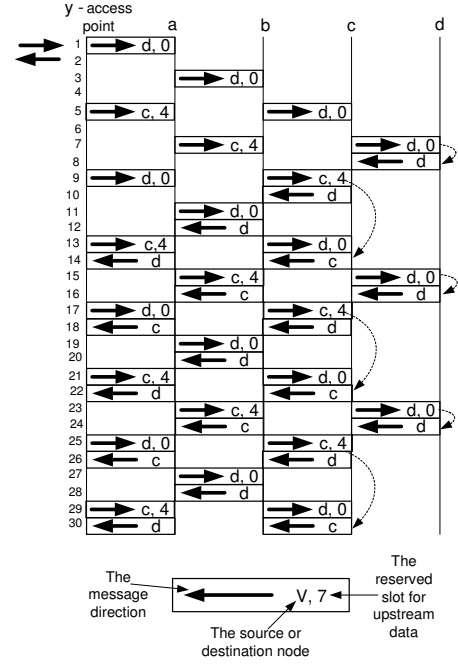 y - access point a b c d
1 d, 0
2
3 d, 0
4
5 c, 4 d, 0
6
7 c, 4 d, 0
8 d
9 d, 0 c, 4
10 d
11 d, 0
12 d
13 c,4 d, 0
14 d c
15 c, 4 d, 0
16 c d
17 d, 0 c, 4
18 c d
19 d, 0
20 d
21 c, 4 d, 0
22 d c
23 c, 4 d, 0
24 c d
25 d, 0 c, 4
26 c d
27 d, 0
28 d
29 c, 4 d, 0
30 d c
The message direction
V, 7
The reserved slot for upstream data
The source or destination node